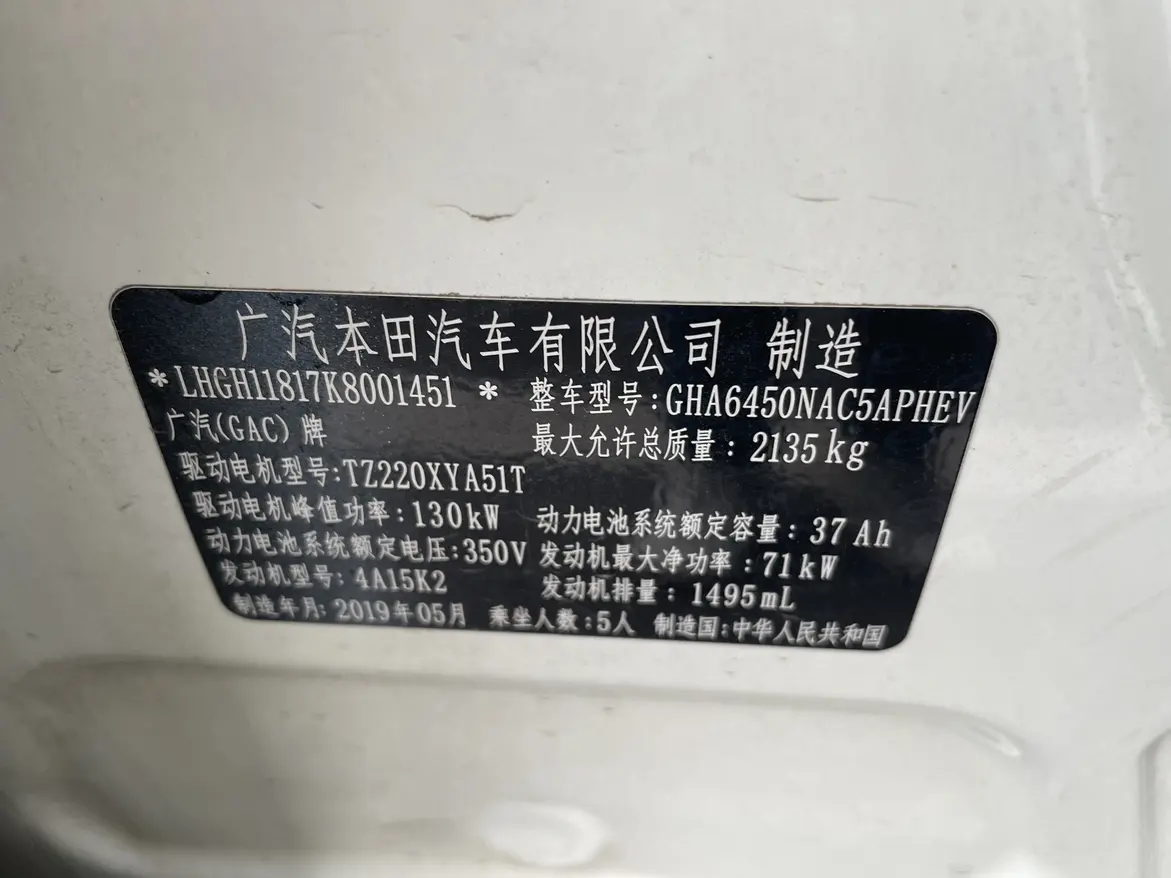 广汽本田汽车有限公司 制造
*LHGH11817K8001451* 整车型号:GHA6450NAC5APHEV
广汽(GAC)牌 最大允许总质量:2135kg
驱动电机型号:TZ220XYA51T
驱动电机峰值功率:130kW 动力电池系统额定容量:37Ah
动力电池系统额定电压:350V 发动机最大净功率:71kW
发动机型号:4A15K2 发动机排量:1495mL
制造年月:2019年05月 乘坐人数:5人 制造国:中华人民共和国